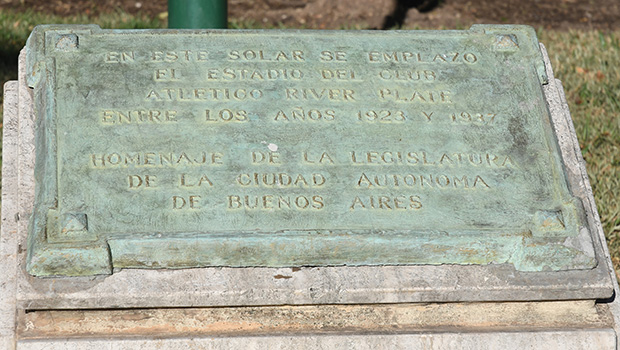 EN ESTE SOLAR SE EMPLAZO
EL ESTADIO DEL CLUB
ATLETICO RIVER PLATE
ENTRE LOS AÑOS 1923 Y 1937
HOMENAJE DE LA LEGISLATURA
DE LA CIUDAD AUTONOMA
DE BUENOS AIRES